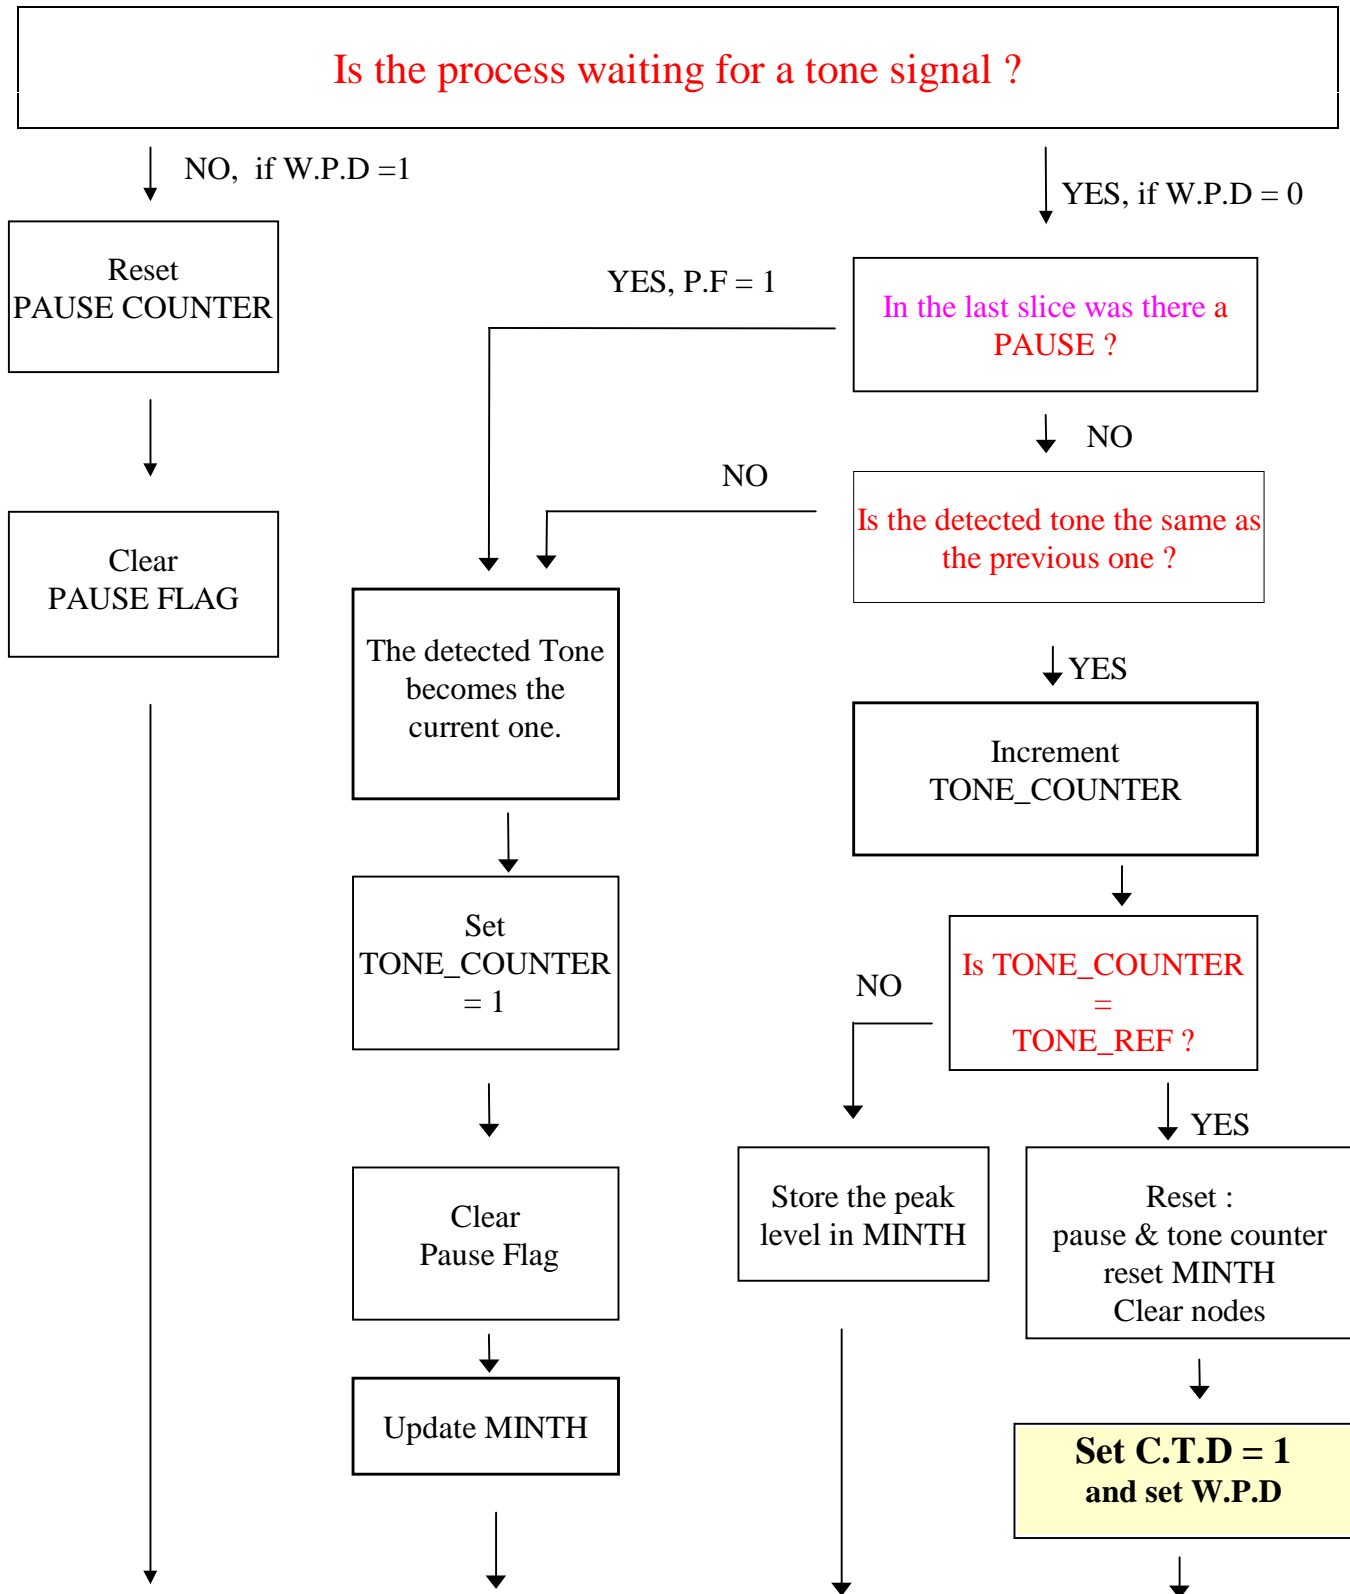 Is the process waiting for a tone signal ?
NO, if W.P.D =1
YES, if W.P.D = 0
Reset
PAUSE COUNTER
YES, P.F = 1
In the last slice was there a
PAUSE ?
NO
NO
Is the detected tone the same as
the previous one ?
Clear
PAUSE FLAG
The detected Tone
becomes the
current one.
YES
Increment
TONE_COUNTER
Set
TONE_COUNTER
= 1
Is TONE_COUNTER
=
TONE_REF ?
NO
YES
Clear
Pause Flag
Store the peak
level in MINTH
Reset :
pause & tone counter
reset MINTH
Clear nodes
Update MINTH
Set C.T.D = 1
and set W.P.D